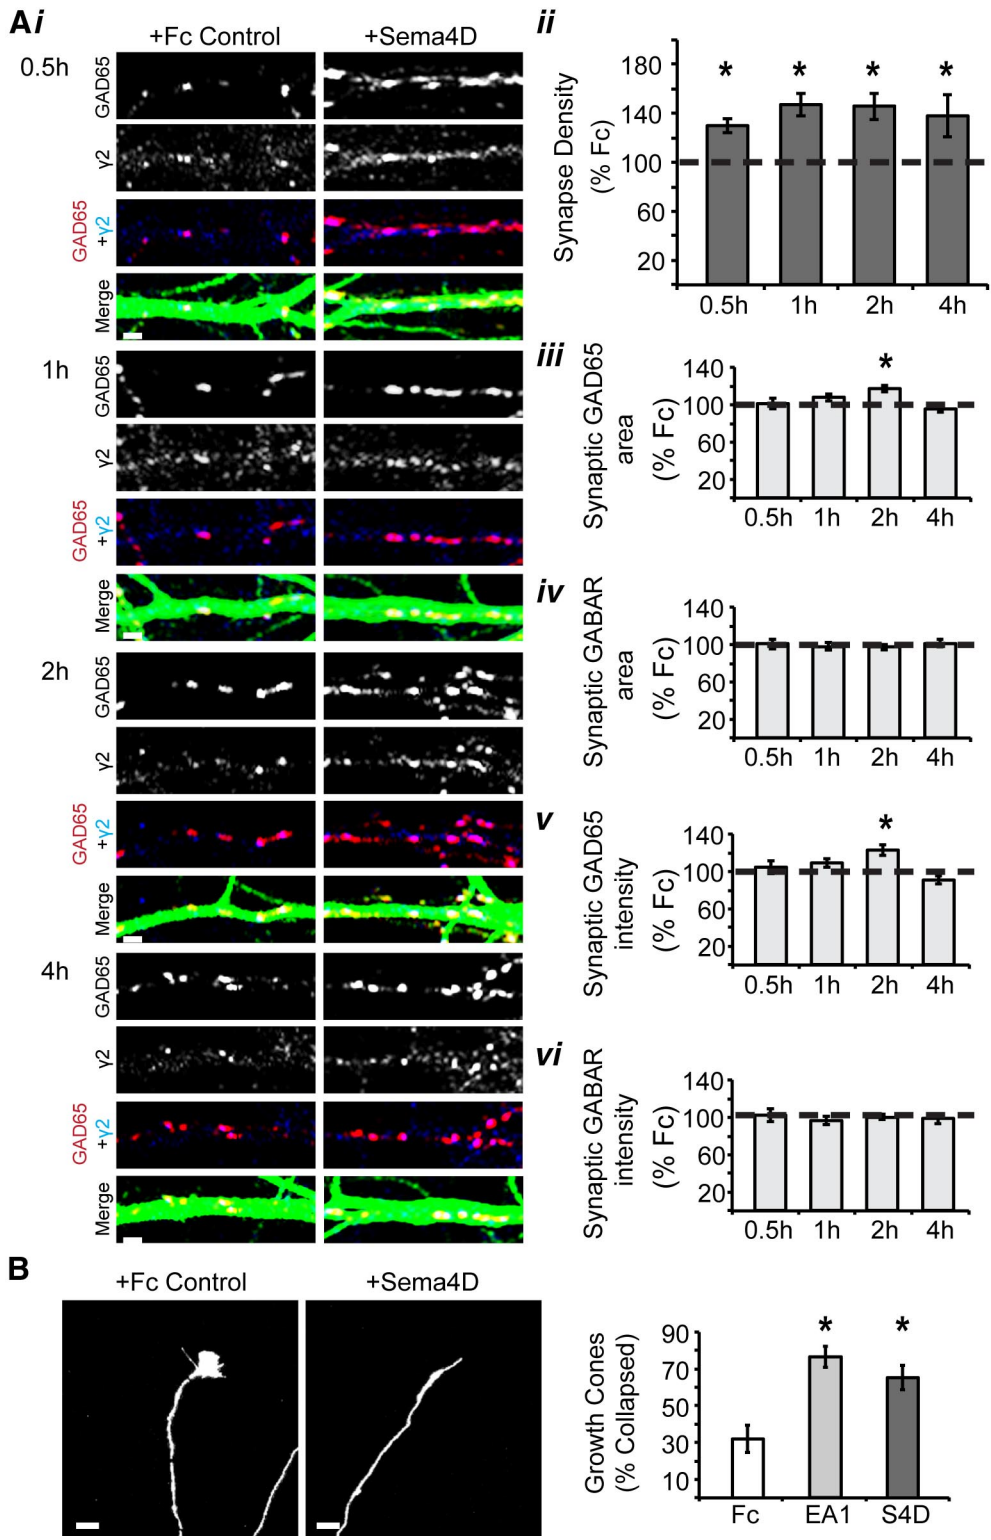 Ai
+Fc Control +Sema4D
0.5h
GAD65
γ2
GAD65
+γ2
Merge
1h
GAD65
γ2
GAD65
+γ2
Merge
2h
GAD65
γ2
GAD65
+γ2
Merge
4h
GAD65
γ2
GAD65
+γ2
Merge
ii
Synapse Density
(% Fc)
180
140
100
60
20
* * * *
0.5h 1h 2h 4h
iii
Synaptic GAD65
area
(% Fc)
140
100
60
20
*
0.5h 1h 2h 4h
iv
Synaptic GABAR
area
(% Fc)
140
100
60
20
0.5h 1h 2h 4h
v
Synaptic GAD65
intensity
(% Fc)
140
100
60
20
*
0.5h 1h 2h 4h
vi
Synaptic GABAR
intensity
(% Fc)
140
100
60
20
0.5h 1h 2h 4h
B
+Fc Control +Sema4D
Growth Cones
(% Collapsed)
90
70
50
30
10
* *
Fc EA1 S4D